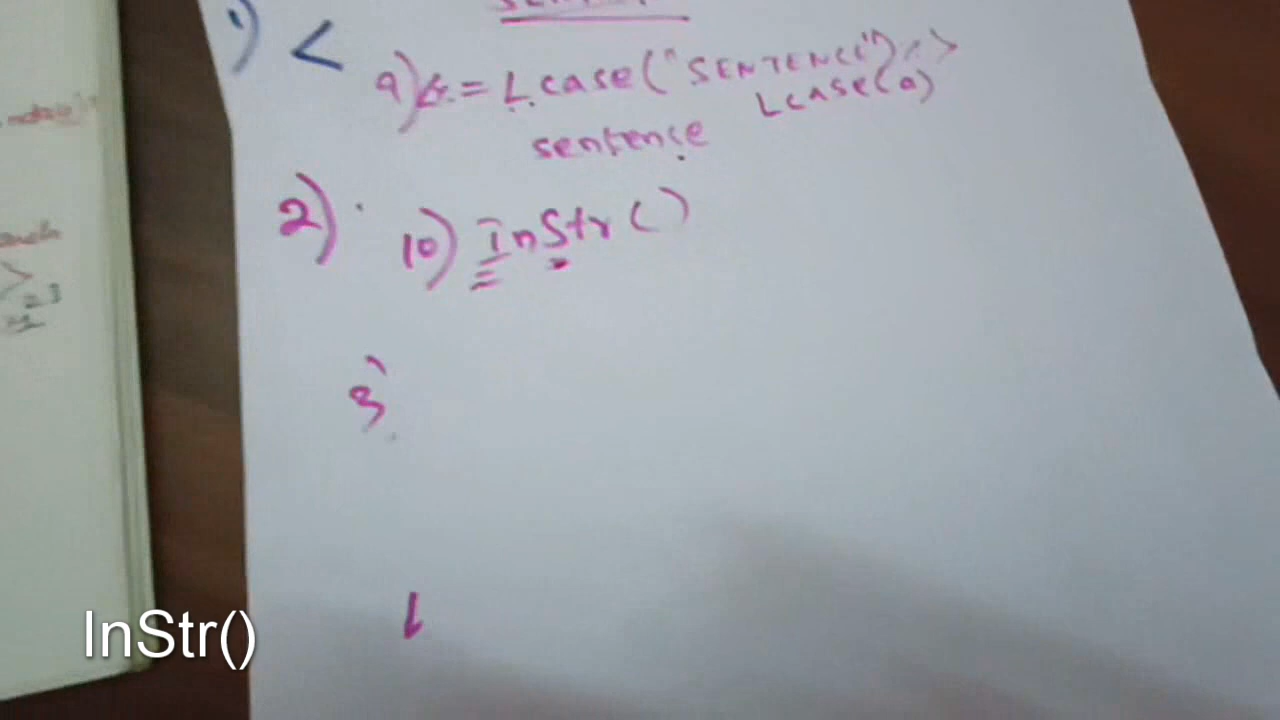 1) <
9) = Lcase("SENTENCE")
Lcase(a)
sentence
2) 10) InStr()
3
InStr()